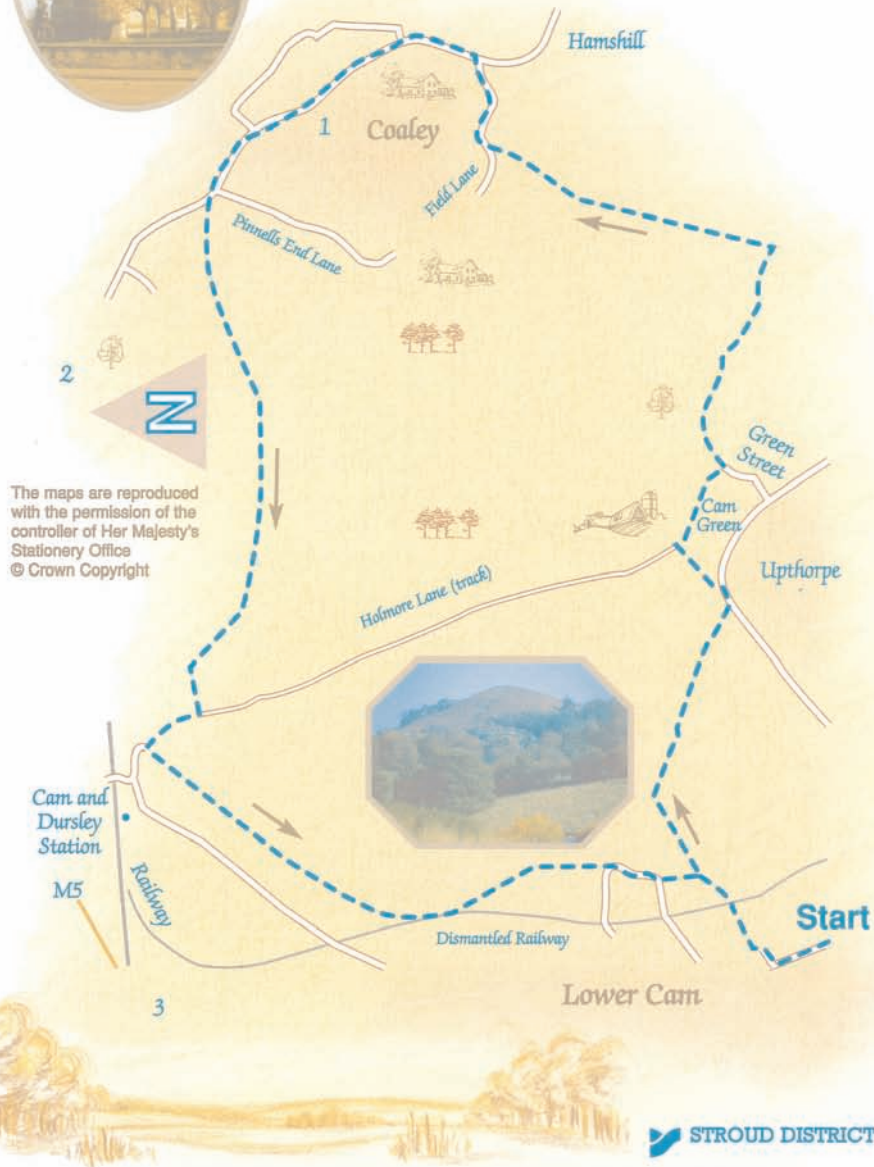 Hamshill
1
Coaley
Field Lane
Pinnells End Lane
2
N
The maps are reproduced
with the permission of the
controller of Her Majesty's
Stationery Office
© Crown Copyright
Green
Street
Cam
Green
Upthorpe
Holmore Lane (track)
Cam and
Dursley
Station
M5
Railway
Dismantled Railway
Start
Lower Cam
3
STROUD DISTRICT